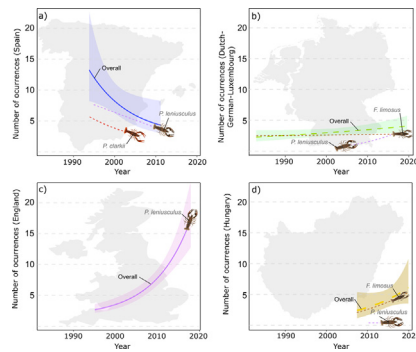 a)
Number of ocurrences (Spain)
20
15
10
5
Overall
P. leniusculus
P. clarkii
1990
2000
2010
2020
Year
b)
Number of ocurrences (Dutch-
German-Luxembourg)
20
15
10
5
F. limosus
Overall
P. leniusculus
1990
2000
2010
2020
Year
c)
Number of ocurrences (England)
20
15
10
5
P. leniusculus
Overall
1990
2000
2010
2020
Year
d)
Number of ocurrences (Hungary)
20
15
10
5
F. limosus
Overall
P. leniusculus
1990
2000
2010
2020
Year